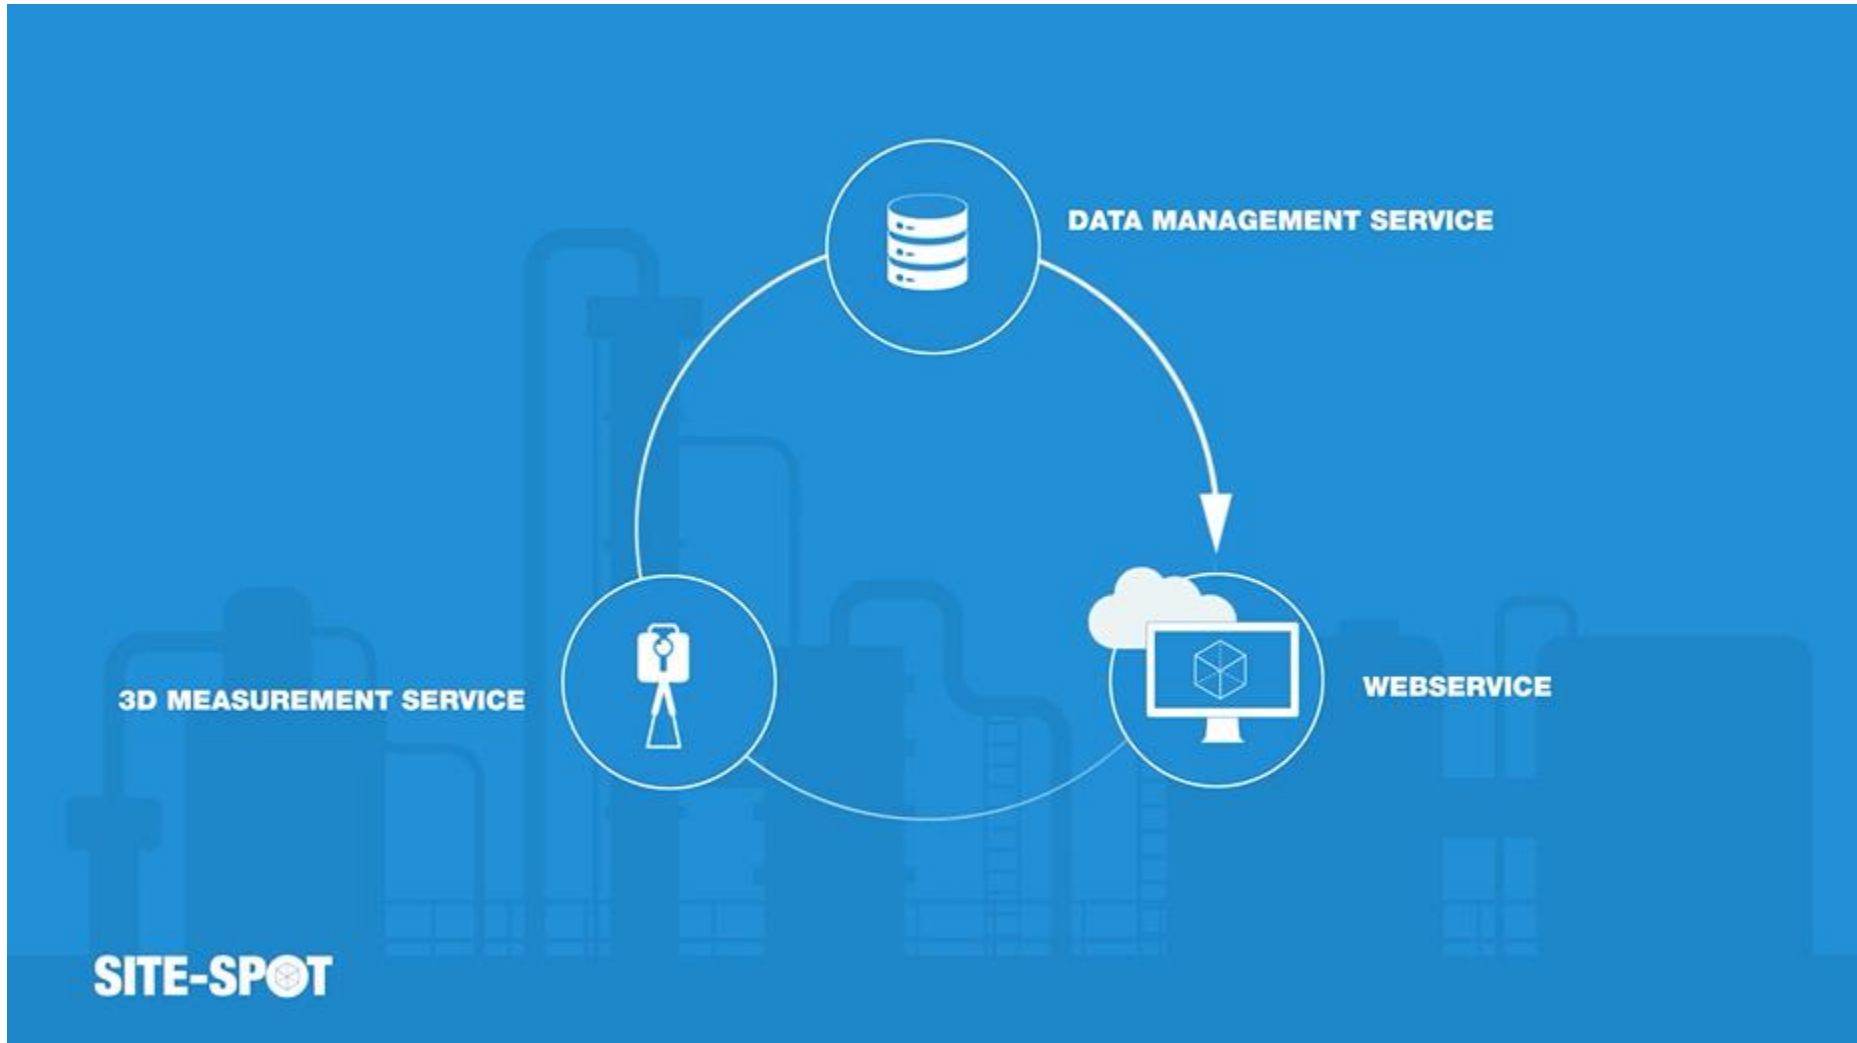 DATA MANAGEMENT SERVICE
3D MEASUREMENT SERVICE
WEBSERVICE
SITE-SPOT